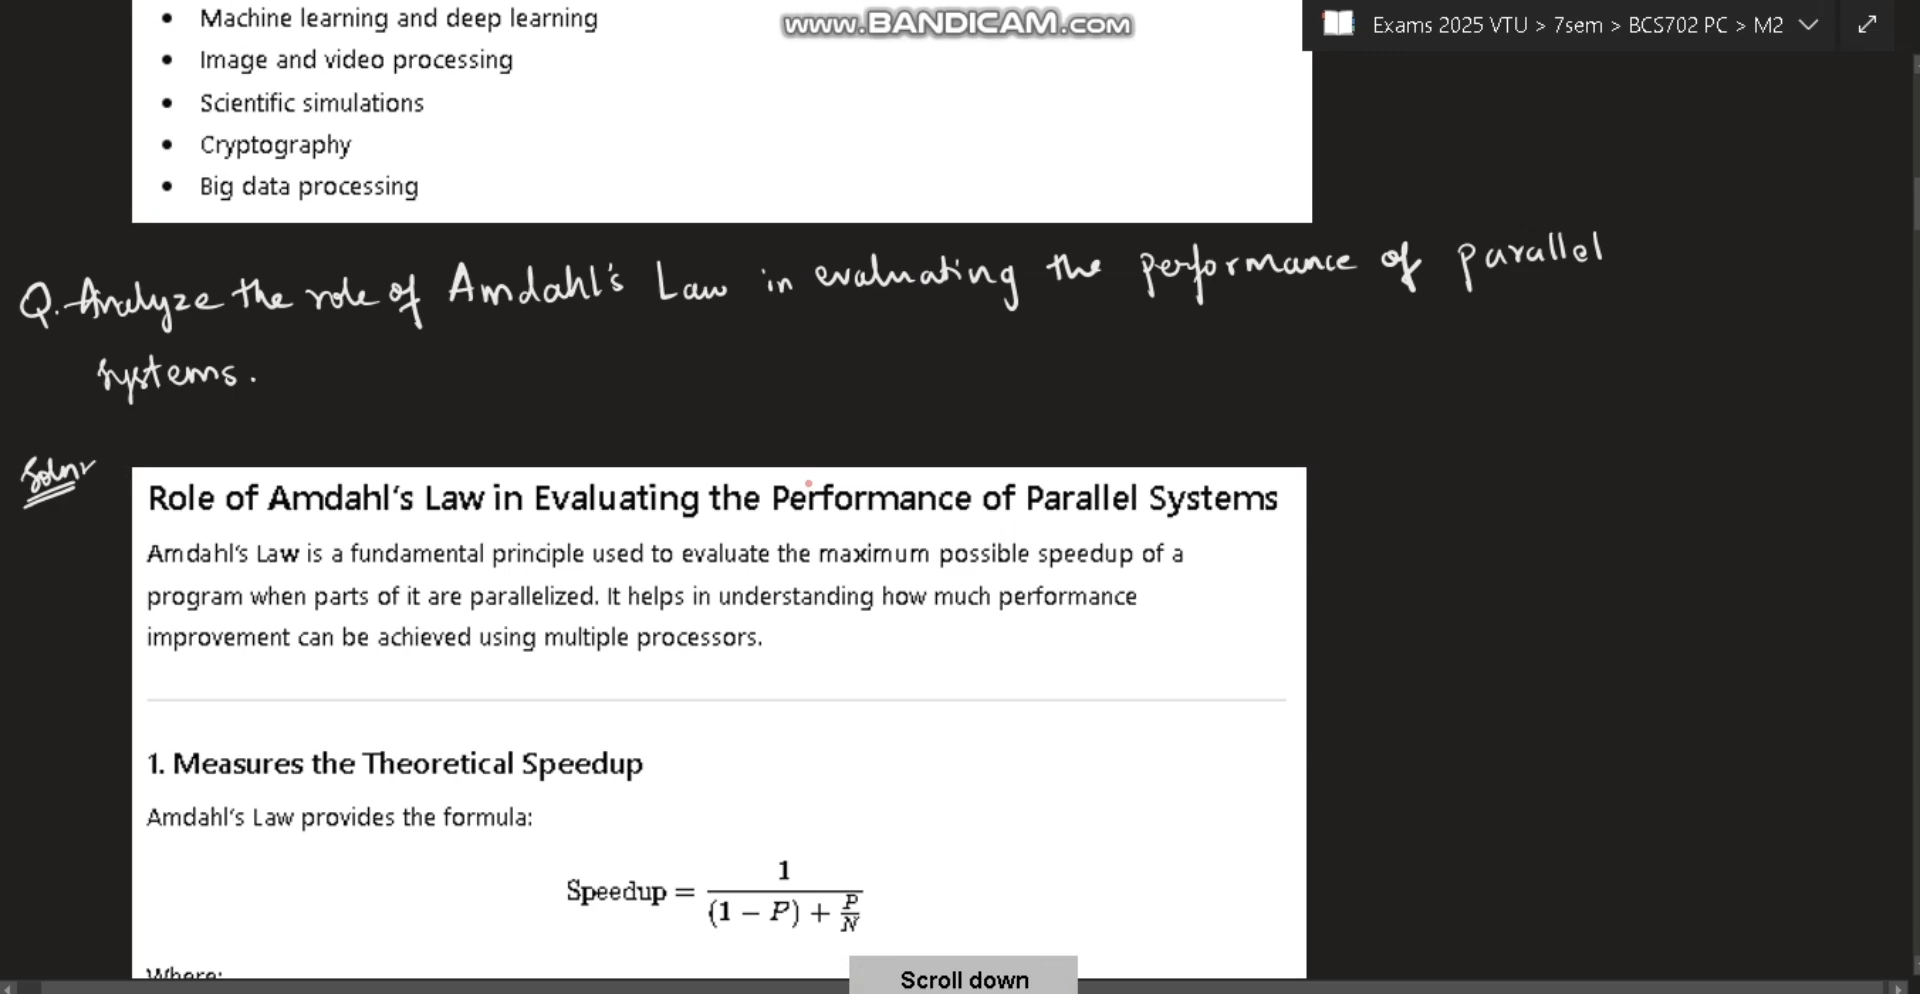 • Machine learning and deep learning
www.BANDICAM.com
Exams 2025 VTU > 7sem > BCS702 PC > M2
• Image and video processing
• Scientific simulations
• Cryptography
• Big data processing
Q. Analyze the role of Amdahl's Law in evaluating the performance of parallel
systems.
Soln:
Role of Amdahl's Law in Evaluating the Performance of Parallel Systems
Amdahl's Law is a fundamental principle used to evaluate the maximum possible speedup of a
program when parts of it are parallelized. It helps in understanding how much performance
improvement can be achieved using multiple processors.
1. Measures the Theoretical Speedup
Amdahl's Law provides the formula:
Speedup = 1 / ((1 − P) + P/N)
Where:
Scroll down